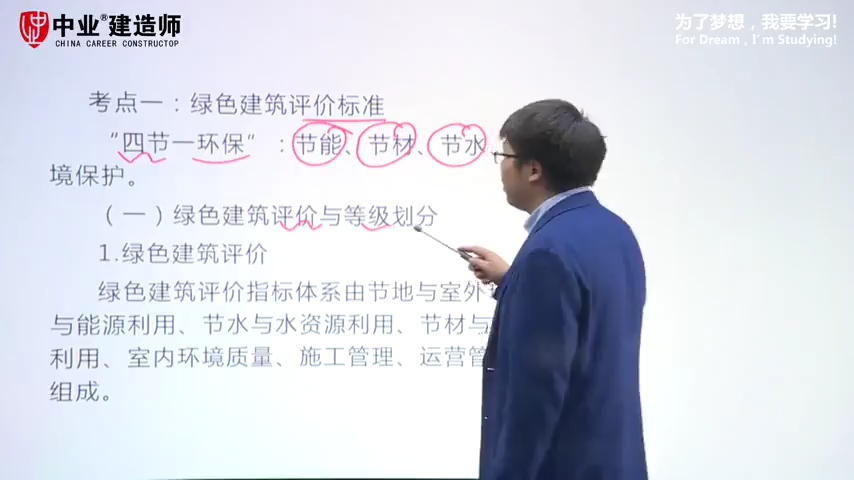 中业®建造师
CHINA CAREER CONSTRUCTOP
为了梦想，我要学习!
For Dream, I'm Studying!
考点一：绿色建筑评价标准
“四节一环保”：节能、节材、节水、
境保护。
（一）绿色建筑评价与等级划分
1.绿色建筑评价
绿色建筑评价指标体系由节地与室外
与能源利用、节水与水资源利用、节材与
利用、室内环境质量、施工管理、运营管
组成。